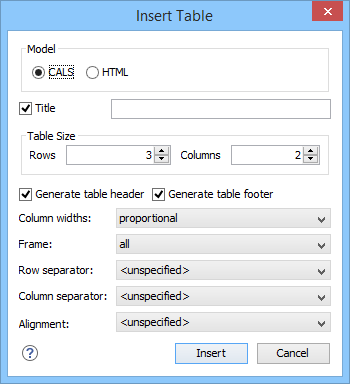 Insert Table
Model
CALS HTML
Title
Table Size
Rows 3 Columns 2
Generate table header Generate table footer
Column widths: proportional
Frame: all
Row separator: <unspecified>
Column separator: <unspecified>
Alignment: <unspecified>
? Insert Cancel